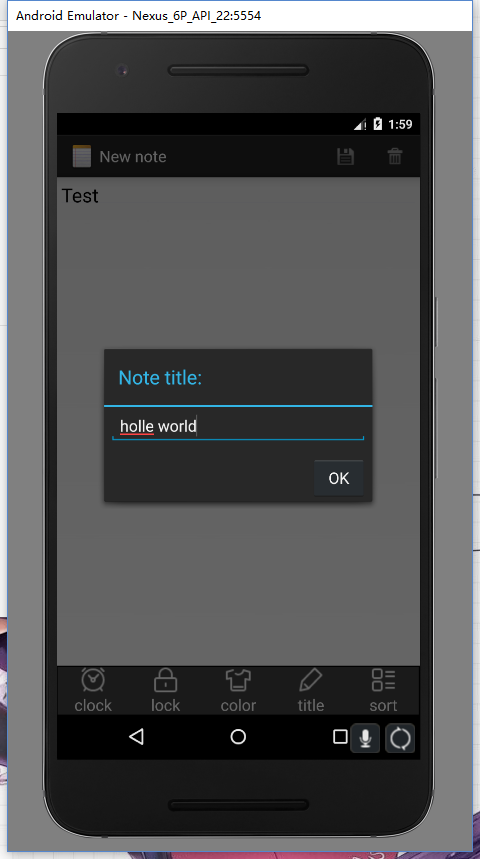 Android Emulator - Nexus_6P_API_22:5554
1:59
New note
Test
Note title:
holle world
OK
clock lock color title sort